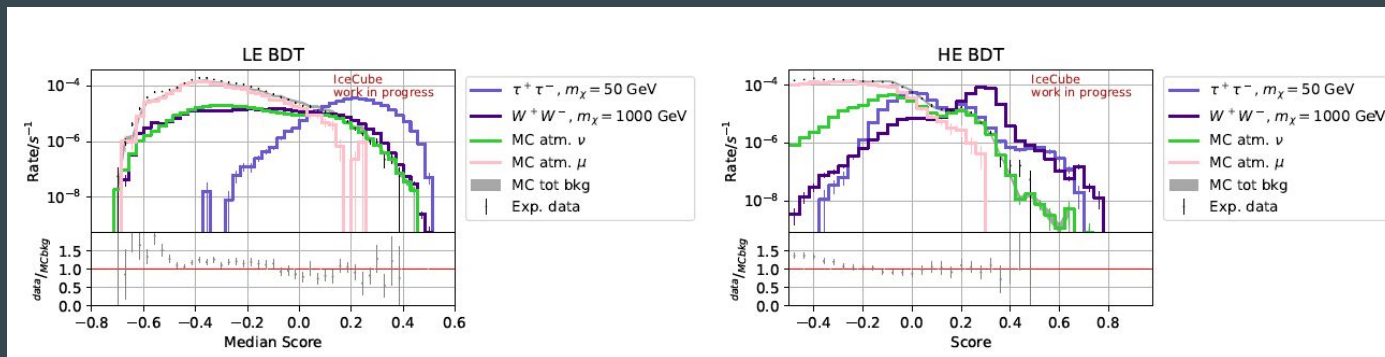 LE BDT
IceCube
work in progress
Rate/s⁻¹
10⁻⁴
10⁻⁶
10⁻⁸
τ⁺τ⁻, mχ = 50 GeV
W⁺W⁻, mχ = 1000 GeV
MC atm. ν
MC atm. μ
MC tot bkg
Exp. data
data/MCbkg
1.5
1.0
0.5
0.0
−0.8 −0.6 −0.4 −0.2 0.0 0.2 0.4 0.6
Median Score
HE BDT
IceCube
work in progress
Rate/s⁻¹
10⁻⁴
10⁻⁶
10⁻⁸
τ⁺τ⁻, mχ = 50 GeV
W⁺W⁻, mχ = 1000 GeV
MC atm. ν
MC atm. μ
MC tot bkg
Exp. data
data/MCbkg
1.5
1.0
0.5
0.0
−0.4 −0.2 0.0 0.2 0.4 0.6 0.8
Score